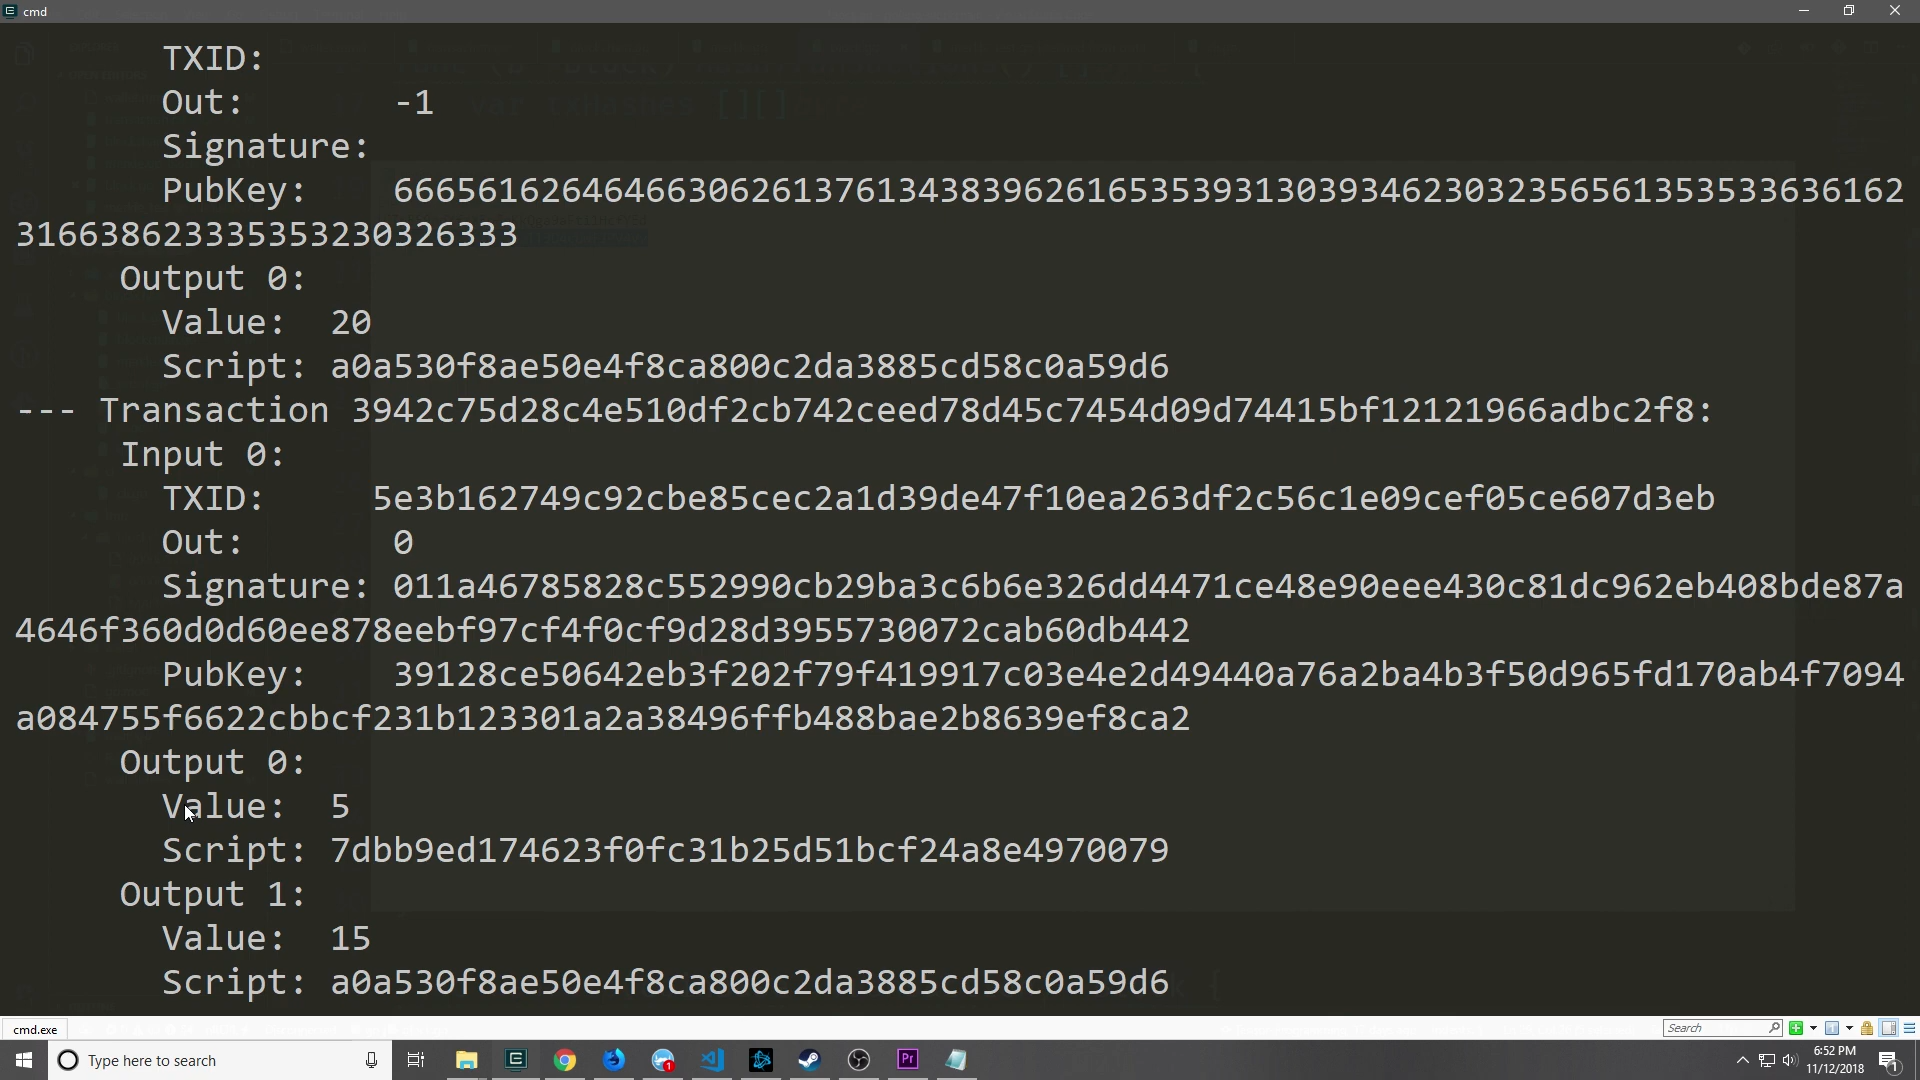 cmd
TXID:
Out: -1
Signature:
PubKey: 666561626464663062613761343839626165353931303934623032356561353533636162
316638623335353230326333
Output 0:
Value: 20
Script: a0a530f8ae50e4f8ca800c2da3885cd58c0a59d6
--- Transaction 3942c75d28c4e510df2cb742ceed78d45c7454d09d74415bf12121966adbc2f8:
Input 0:
TXID: 5e3b162749c92cbe85cec2a1d39de47f10ea263df2c56c1e09cef05ce607d3eb
Out: 0
Signature: 011a46785828c552990cb29ba3c6b6e326dd4471ce48e90eee430c81dc962eb408bde87a
4646f360d0d60ee878eebf97cf4f0cf9d28d3955730072cab60db442
PubKey: 39128ce50642eb3f202f79f419917c03e4e2d49440a76a2ba4b3f50d965fd170ab4f7094
a084755f6622cbbcf231b123301a2a38496ffb488bae2b8639ef8ca2
Output 0:
Value: 5
Script: 7dbb9ed174623f0fc31b25d51bcf24a8e4970079
Output 1:
Value: 15
Script: a0a530f8ae50e4f8ca800c2da3885cd58c0a59d6
cmd.exe
Search
Type here to search
6:52 PM
11/12/2018